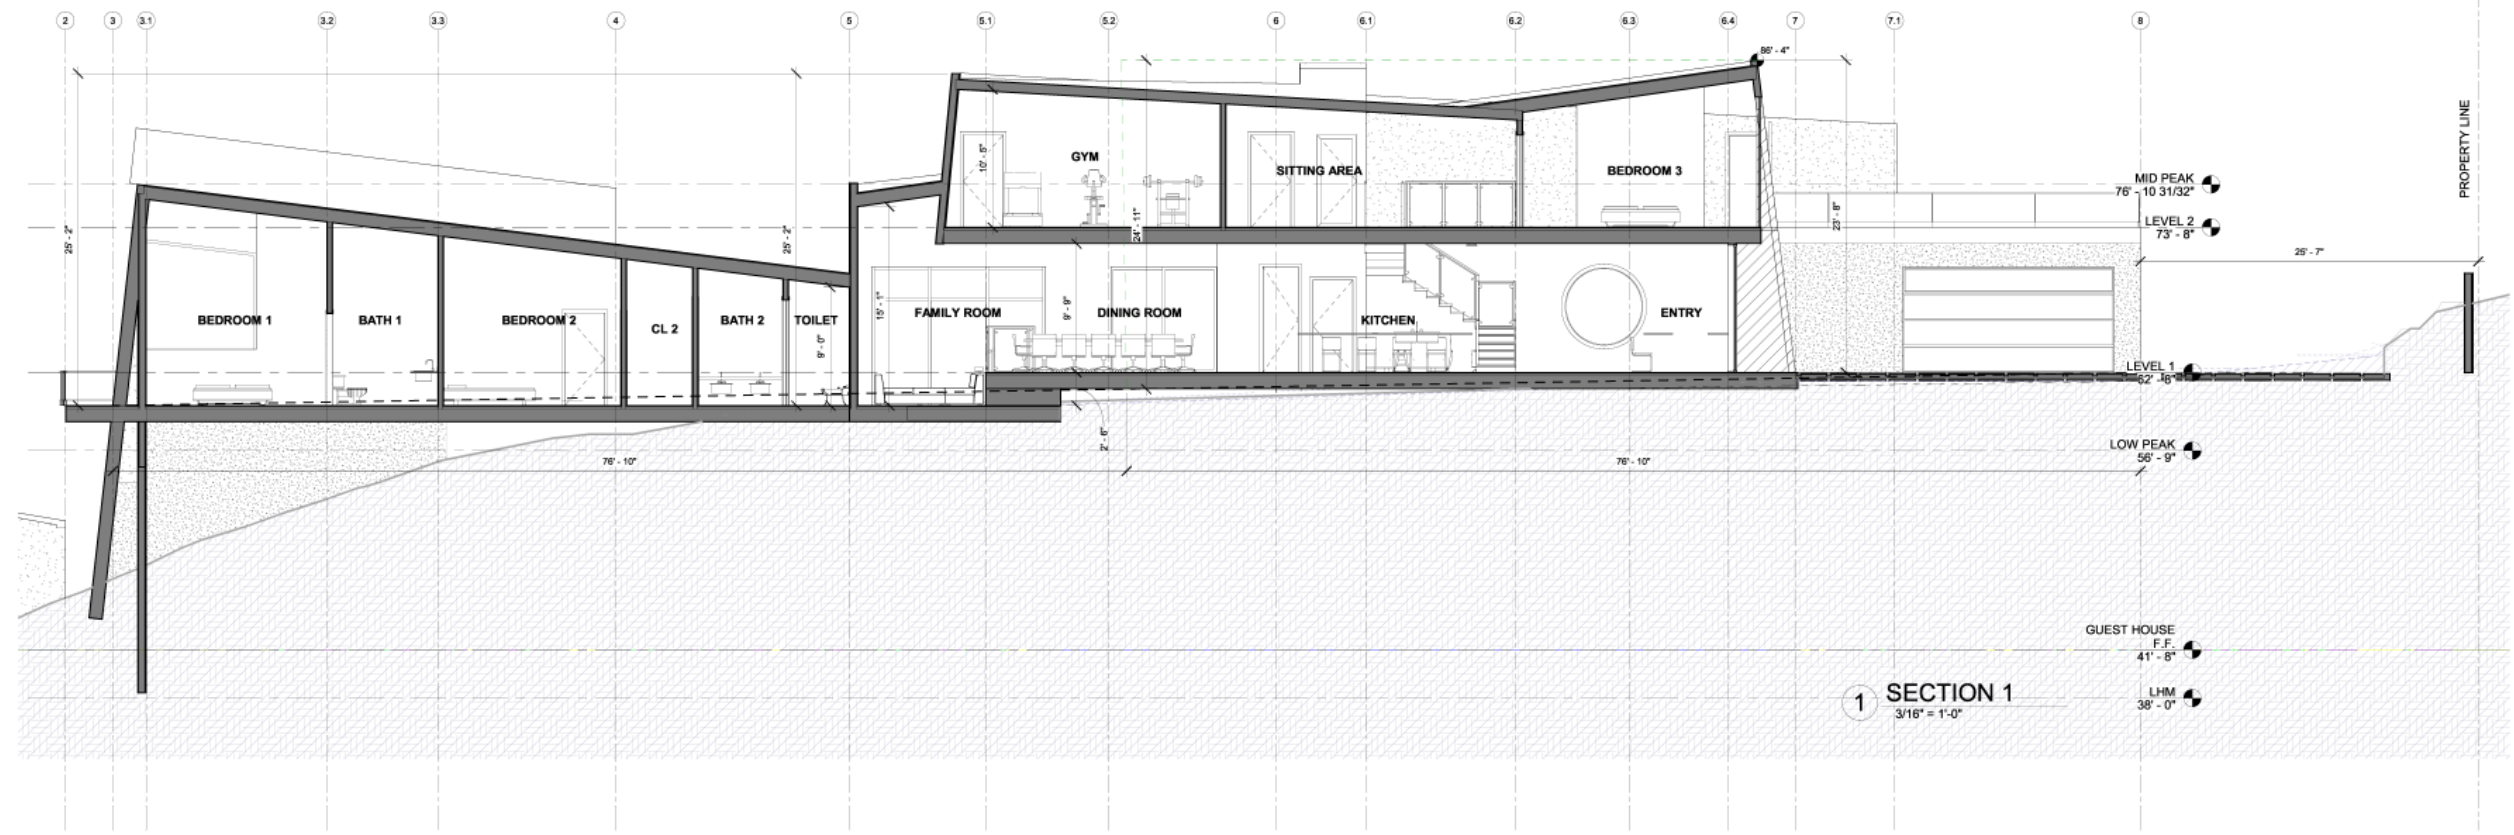 2 3 3.1 3.2 3.3 4 5 5.1 5.2 6 6.1 6.2 6.3 6.4 7 7.1 8
86' - 4"
PROPERTY LINE
GYM
10' - 5"
SITTING AREA
BEDROOM 3
MID PEAK
76' - 10 31/32"
LEVEL 2
73' - 8"
25' - 2"
25' - 2"
24' - 11"
23' - 8"
25' - 7"
BEDROOM 1
BATH 1
BEDROOM 2
CL 2
BATH 2
TOILET
9' - 0"
15' - 1"
FAMILY ROOM
9' - 9"
DINING ROOM
KITCHEN
ENTRY
LEVEL 1
62' - 8"
2' - 6"
LOW PEAK
56' - 9"
76' - 10"
76' - 10"
GUEST HOUSE
F.F.
41' - 8"
1 SECTION 1
3/16" = 1'-0"
LHM
38' - 0"